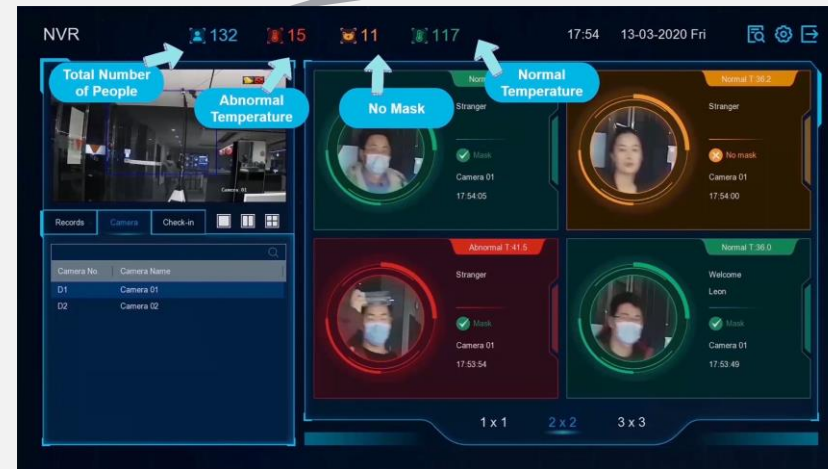 NVR
132
15
11
117
17:54
13-03-2020 Fri
Total Number
of People
Abnormal
Temperature
No Mask
Normal
Temperature
Camera 01
Records
Camera
Check-in
Camera No.
Camera Name
D1
Camera 01
D2
Camera 02
Stranger
Mask
Camera 01
17:54:05
Normal T:36.2
Stranger
No mask
Camera 01
17:54:00
Abnormal T:41.5
Stranger
Mask
Camera 01
17:53:54
Normal T:36.0
Welcome
Leon
Mask
Camera 01
17:53:49
1 x 1
2 x 2
3 x 3